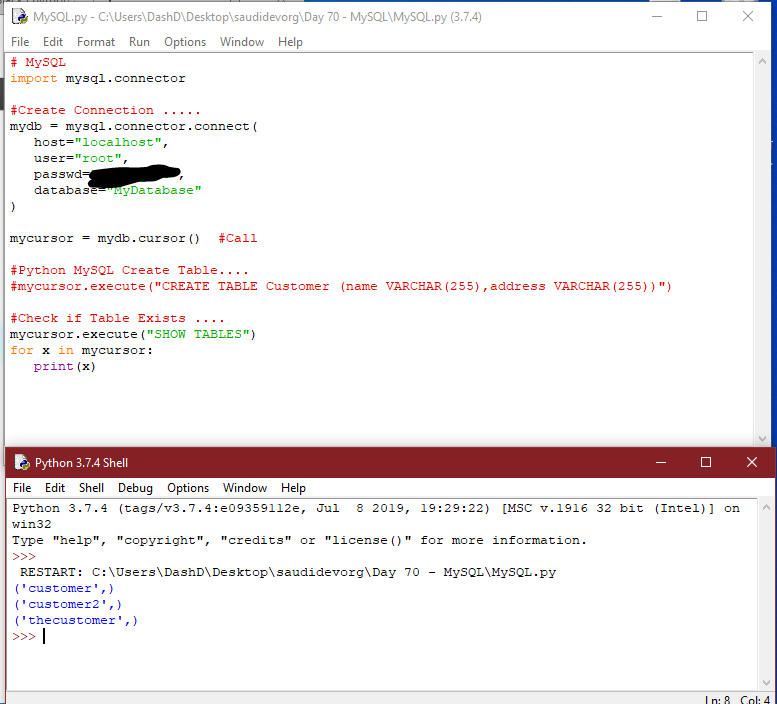 MySQL.py - C:\Users\DashD\Desktop\saudidevorg\Day 70 - MySQL\MySQL.py (3.7.4)
File Edit Format Run Options Window Help
# MySQL
import mysql.connector
#Create Connection .....
mydb = mysql.connector.connect(
host="localhost",
user="root",
passwd= ,
database="MyDatabase"
)
mycursor = mydb.cursor() #Call
#Python MySQL Create Table....
#mycursor.execute("CREATE TABLE Customer (name VARCHAR(255),address VARCHAR(255))")
#Check if Table Exists ....
mycursor.execute("SHOW TABLES")
for x in mycursor:
print(x)
Python 3.7.4 Shell
File Edit Shell Debug Options Window Help
Python 3.7.4 (tags/v3.7.4:e09359112e, Jul 8 2019, 19:29:22) [MSC v.1916 32 bit (Intel)] on
win32
Type "help", "copyright", "credits" or "license()" for more information.
>>>
RESTART: C:\Users\DashD\Desktop\saudidevorg\Day 70 - MySQL\MySQL.py
('customer',)
('customer2',)
('thecustomer',)
>>>
Ln: 8 Col: 4